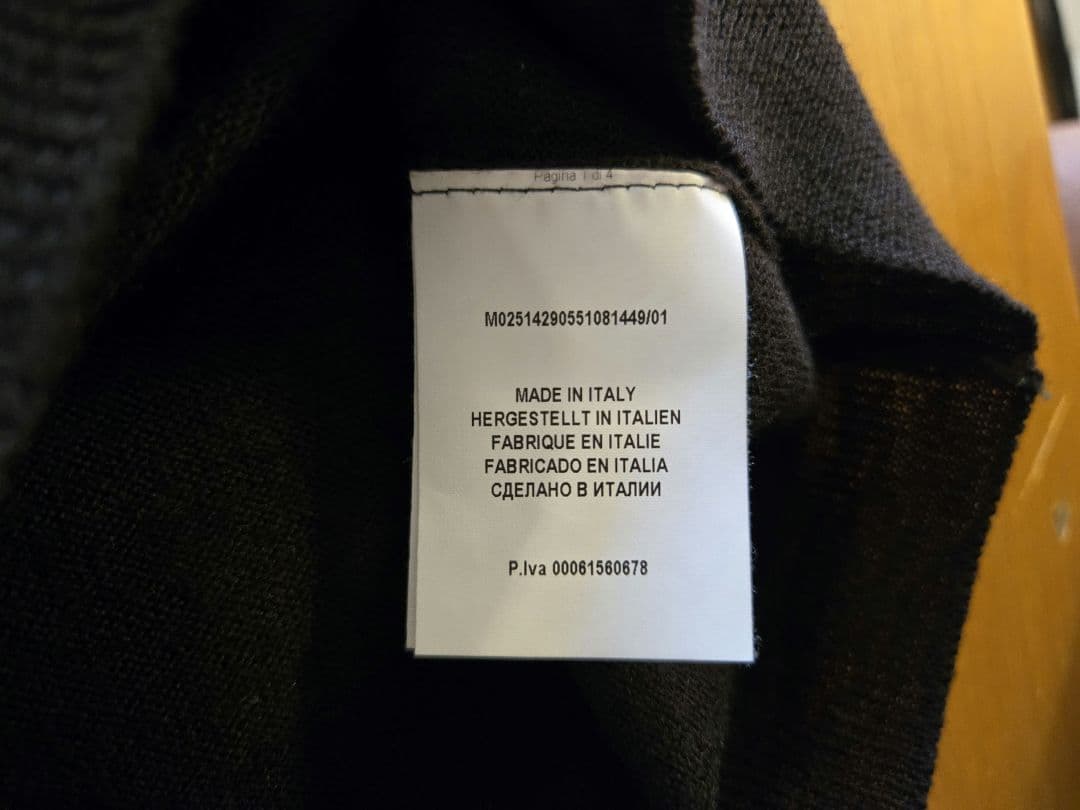 Pagina 1 di 4
M02514290551081449/01
MADE IN ITALY
HERGESTELLT IN ITALIEN
FABRIQUE EN ITALIE
FABRICADO EN ITALIA
СДЕЛАНО В ИТАЛИИ
P.Iva 00061560678